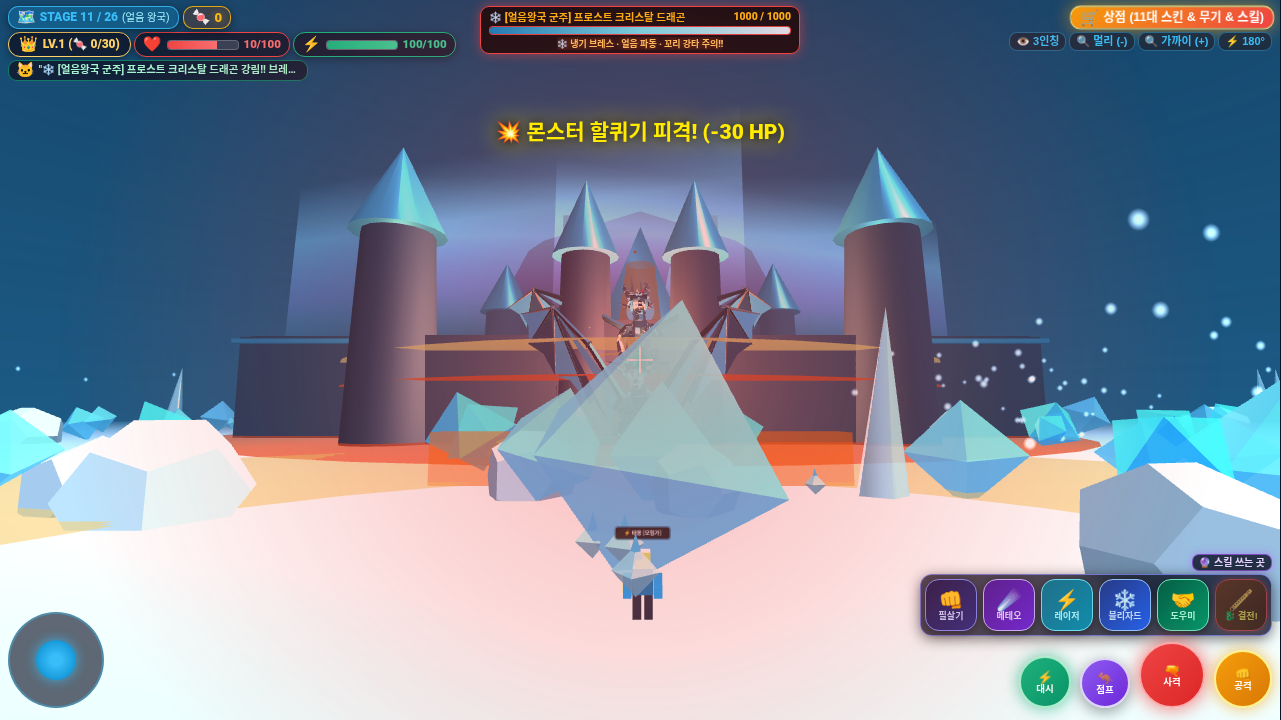 🗺️ STAGE 11 / 26 (얼음 왕국)
🍬 0
👑 LV.1 (🍬 0/30)
❤️ 10/100
⚡ 100/100
🐱 "❄️ [얼음왕국 군주] 프로스트 크리스탈 드래곤 강림!! 브레...
❄️ [얼음왕국 군주] 프로스트 크리스탈 드래곤 1000 / 1000
❄️ 냉기 브레스 · 얼음 파동 · 꼬리 강타 주의!!
🛒 상점 (11대 스킨 & 무기 & 스킬)
👁️ 3인칭
🔍 멀리 (-)
🔍 가까이 (+)
⚡ 180°
💥 몬스터 할퀴기 피격! (-30 HP)
🔮 스킬 쓰는 곳
필살기
메테오
레이저
블리자드
도우미
결전!
대시
점프
사격
공격